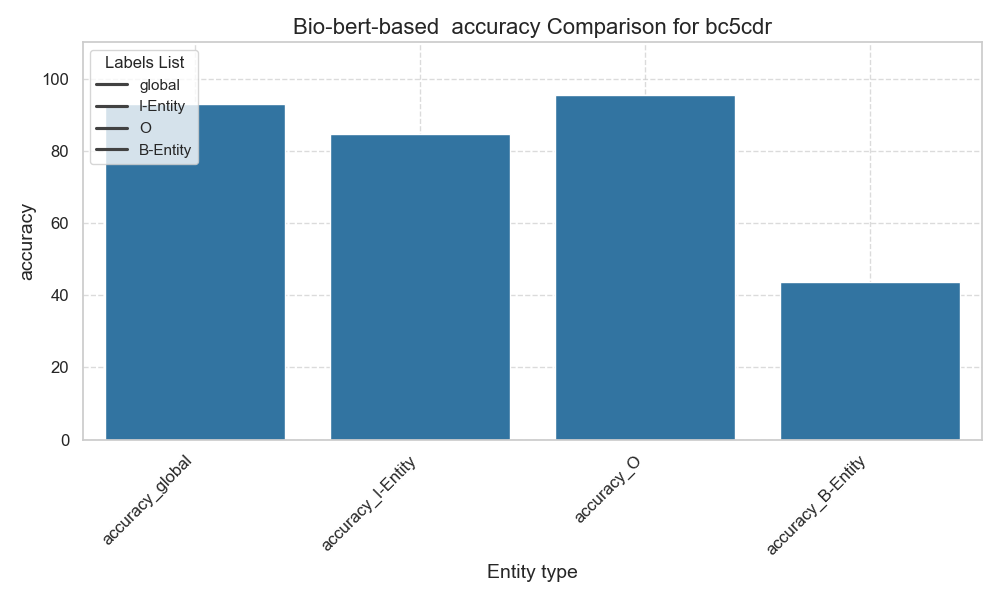 Bio-bert-based  accuracy Comparison for bc5cdr
Labels List
global
I-Entity
O
B-Entity
accuracy
100
80
60
40
20
0
accuracy_global
accuracy_I-Entity
accuracy_O
accuracy_B-Entity
Entity type